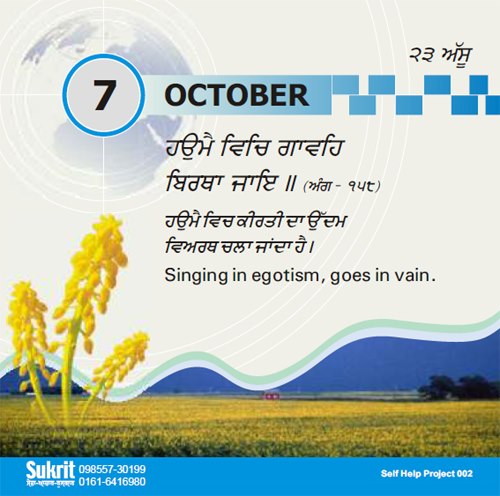 ੨੩ ਅੱਸੂ
7 OCTOBER
ਹਉਮੈ ਵਿਚਿ ਗਾਵਹਿ
ਬਿਰਥਾ ਜਾਇ ॥ (ਅੰਗ - ੧੫੮)
ਹਉਮੈ ਵਿਚ ਕੀਰਤੀ ਦਾ ਉੱਦਮ
ਵਿਅਰਥ ਚਲਾ ਜਾਂਦਾ ਹੈ।
Singing in egotism, goes in vain.
Sukrit 098557-30199
0161-6416980
Self Help Project 002